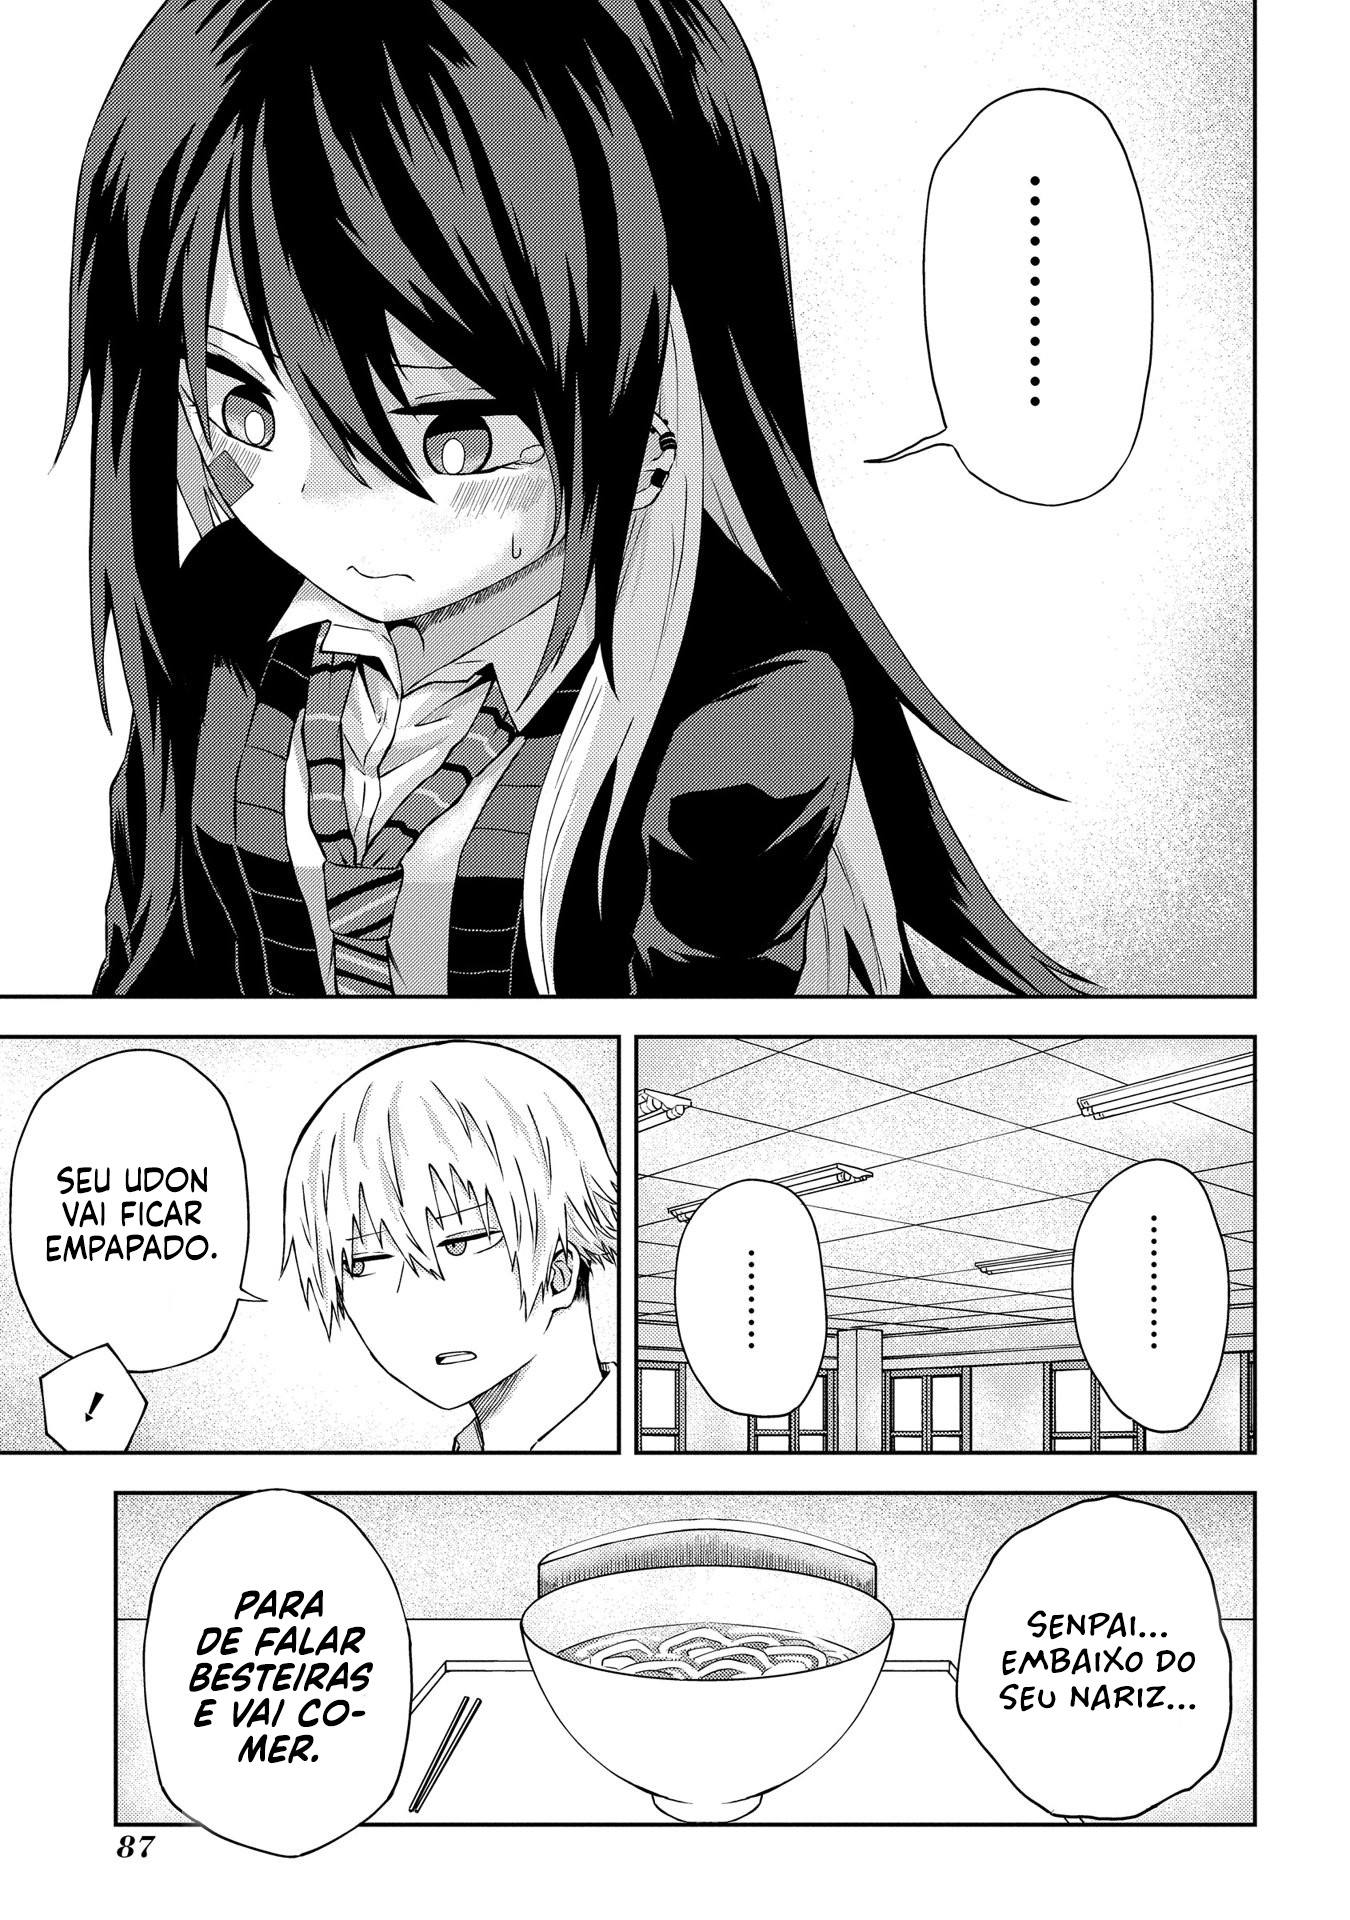 ..........
........
......
SEU UDON
VAI FICAR
EMPAPADO.
!
SENPAI...
EMBAIXO DO
SEU NARIZ...
PARA
DE FALAR
BESTEIRAS
E VAI CO-
MER.
87